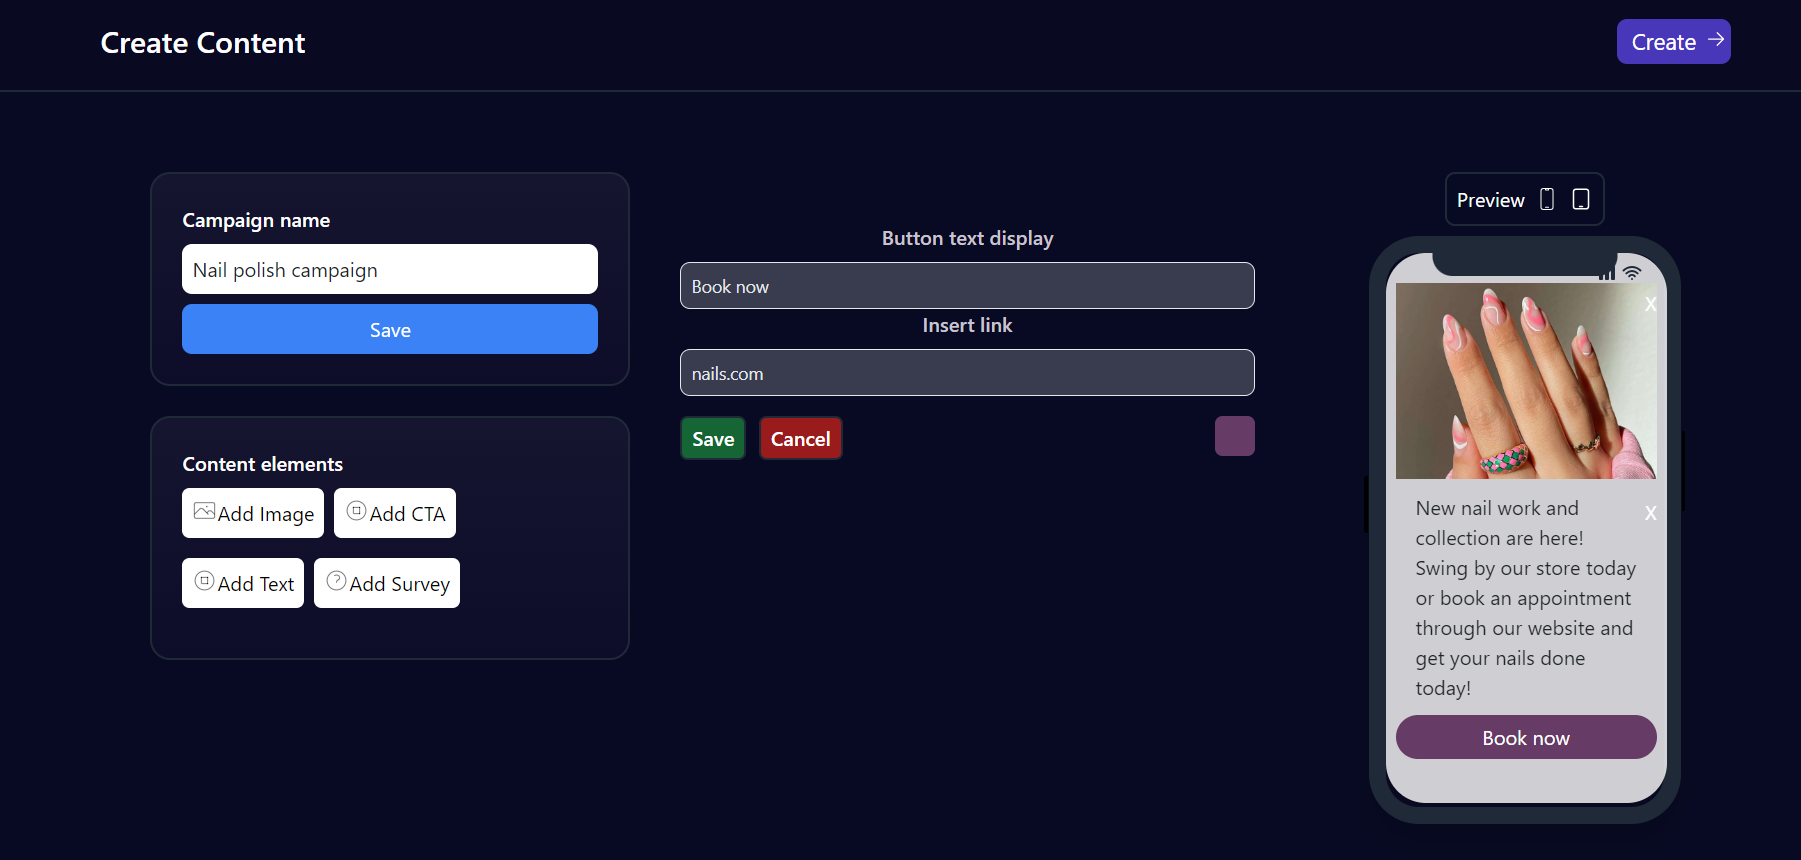 Create Content
Create
Campaign name
Nail polish campaign
Save
Content elements
Add Image
Add CTA
Add Text
Add Survey
Button text display
Book now
Insert link
nails.com
Save
Cancel
Preview
X
New nail work and
X
collection are here!
Swing by our store today
or book an appointment
through our website and
get your nails done
today!
Book now